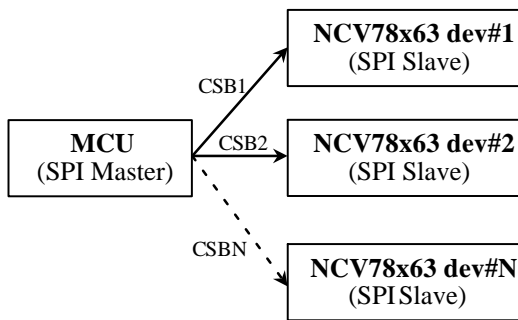 NCV78x63 dev#1
(SPI Slave)
CSB1
MCU
(SPI Master)
CSB2
NCV78x63 dev#2
(SPI Slave)
CSBN
NCV78x63 dev#N
(SPI Slave)